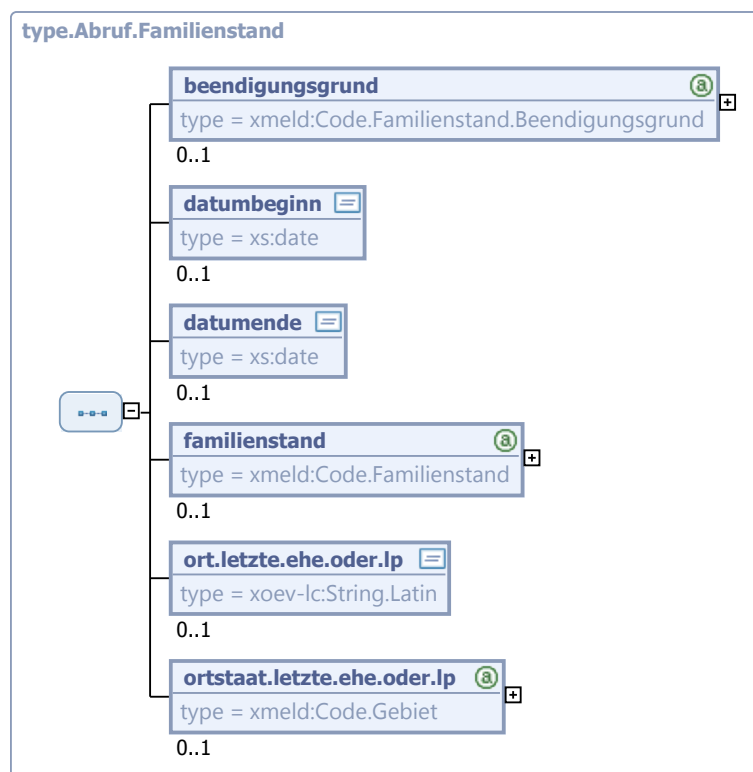 type.Abruf.Familienstand
beendigungsgrund
type = xmeld:Code.Familienstand.Beendigungsgrund
0..1
datumbeginn
type = xs:date
0..1
datumende
type = xs:date
0..1
familienstand
type = xmeld:Code.Familienstand
0..1
ort.letzte.ehe.oder.lp
type = xoev-lc:String.Latin
0..1
ortstaat.letzte.ehe.oder.lp
type = xmeld:Code.Gebiet
0..1